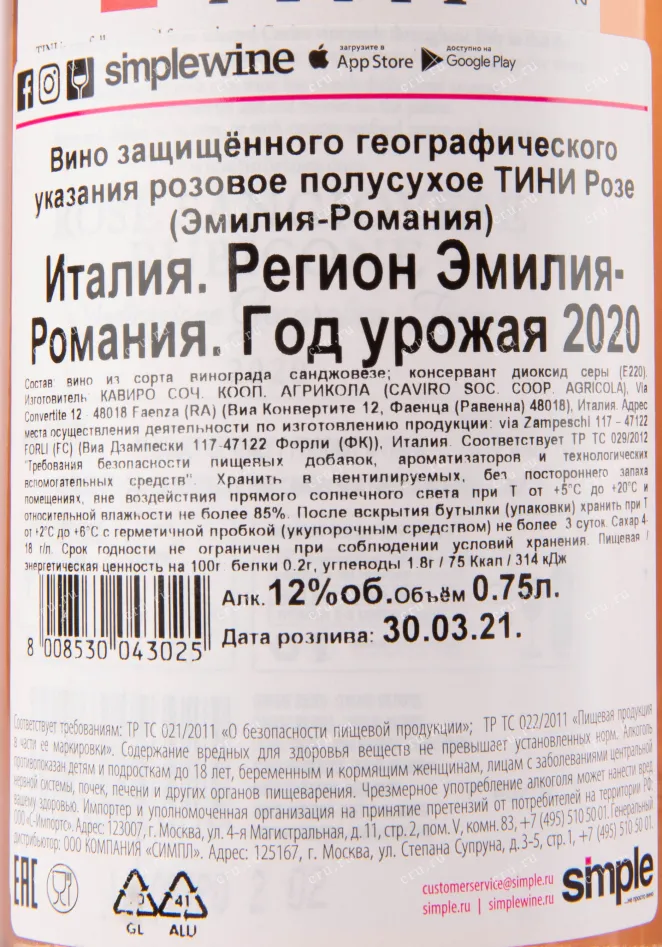 simplewine загрузите в App Store доступно на Google Play
Вино защищённого географического
указания розовое полусухое ТИНИ Розе
(Эмилия-Романия)
Италия. Регион Эмилия-
Романия. Год урожая 2020
Состав: вино из сорта винограда санджовезе; консервант диоксид серы (Е220).
Изготовитель: КАВИРО СОЧ. КООП. АГРИКОЛА (CAVIRO SOC. COOP. AGRICOLA), Via
Convertite 12 - 48018 Faenza (RA) (Виа Конвертите 12, Фаенца (Равенна) 48018), Италия. Адрес
места осуществления деятельности по изготовлению продукции: via Zampeschi 117 - 47122
FORLI (FC) (Виа Дзампески 117-47122 Форли (ФК)), Италия. Соответствует ТР ТС 029/2012
"Требования безопасности пищевых добавок, ароматизаторов и технологических
вспомогательных средств". Хранить в вентилируемых, без постороннего запаха
помещениях, вне воздействия прямого солнечного света при Т от +5°C до +20°C и
относительной влажности не более 85%. После вскрытия бутылки (упаковки) хранить при Т
от +2°C до +6°C с герметичной пробкой (укупорочным средством) не более 3 суток. Сахар 4-
18 г/л. Срок годности не ограничен при соблюдении условий хранения. Пищевая /
энергетическая ценность на 100г: белки 0.2г, углеводы 1.8г / 75 Ккал / 314 кДж
Алк. 12%об. Объём 0.75л.
8 008530 043025
Дата розлива: 30.03.21.
Соответствует требованиям: ТР ТС 021/2011 «О безопасности пищевой продукции»; ТР ТС 022/2011 «Пищевая продукция
в части ее маркировки». Содержание вредных для здоровья веществ не превышает установленных норм. Алкоголь
противопоказан детям и подросткам до 18 лет, беременным и кормящим женщинам, лицам с заболеваниями центральной
нервной системы, почек, печени и других органов пищеварения. Чрезмерное употребление алкоголя может нанести вред
вашему здоровью. Импортер и уполномоченная организация на принятие претензий от потребителей на территории РФ:
ООО «С-Импортс». Адрес: 123007, г. Москва, ул. 4-я Магистральная, д.11, стр. 2, пом. V, комн. 83, +7 (495) 510 50 01. Генеральный
дистрибьютор: ООО «КОМПАНИЯ «СИМПЛ». Адрес: 125167, г. Москва, ул. Степана Супруна, д.3-5, стр.1, +7 (495) 510 50 01.
EAC
GL
41
ALU
customerservice@simple.ru
simple.ru | simplewine.ru
simple
...не просто вино